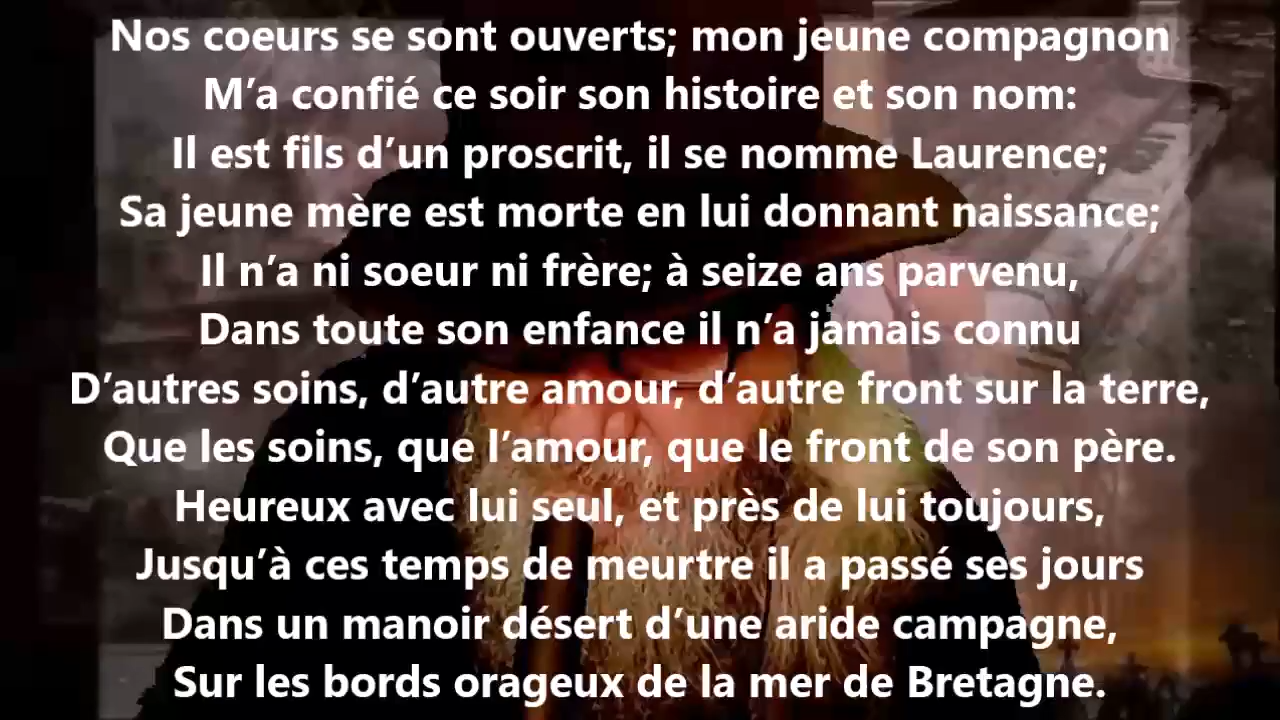 Nos coeurs se sont ouverts; mon jeune compagnon
M’a confié ce soir son histoire et son nom:
Il est fils d’un proscrit, il se nomme Laurence;
Sa jeune mère est morte en lui donnant naissance;
Il n’a ni soeur ni frère; à seize ans parvenu,
Dans toute son enfance il n’a jamais connu
D’autres soins, d’autre amour, d’autre front sur la terre,
Que les soins, que l’amour, que le front de son père.
Heureux avec lui seul, et près de lui toujours,
Jusqu’à ces temps de meurtre il a passé ses jours
Dans un manoir désert d’une aride campagne,
Sur les bords orageux de la mer de Bretagne.